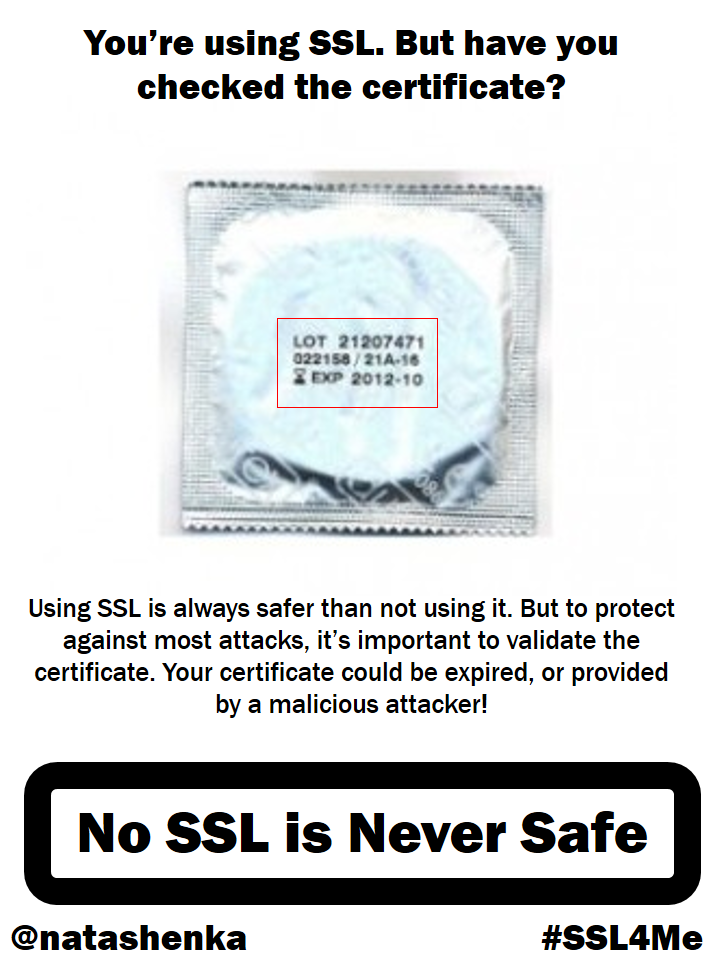 You’re using SSL. But have you
checked the certificate?
LOT 21207471
022158 / 21A-16
EXP 2012-10
Using SSL is always safer than not using it. But to protect
against most attacks, it’s important to validate the
certificate. Your certificate could be expired, or provided
by a malicious attacker!
No SSL is Never Safe
@natashenka
#SSL4Me